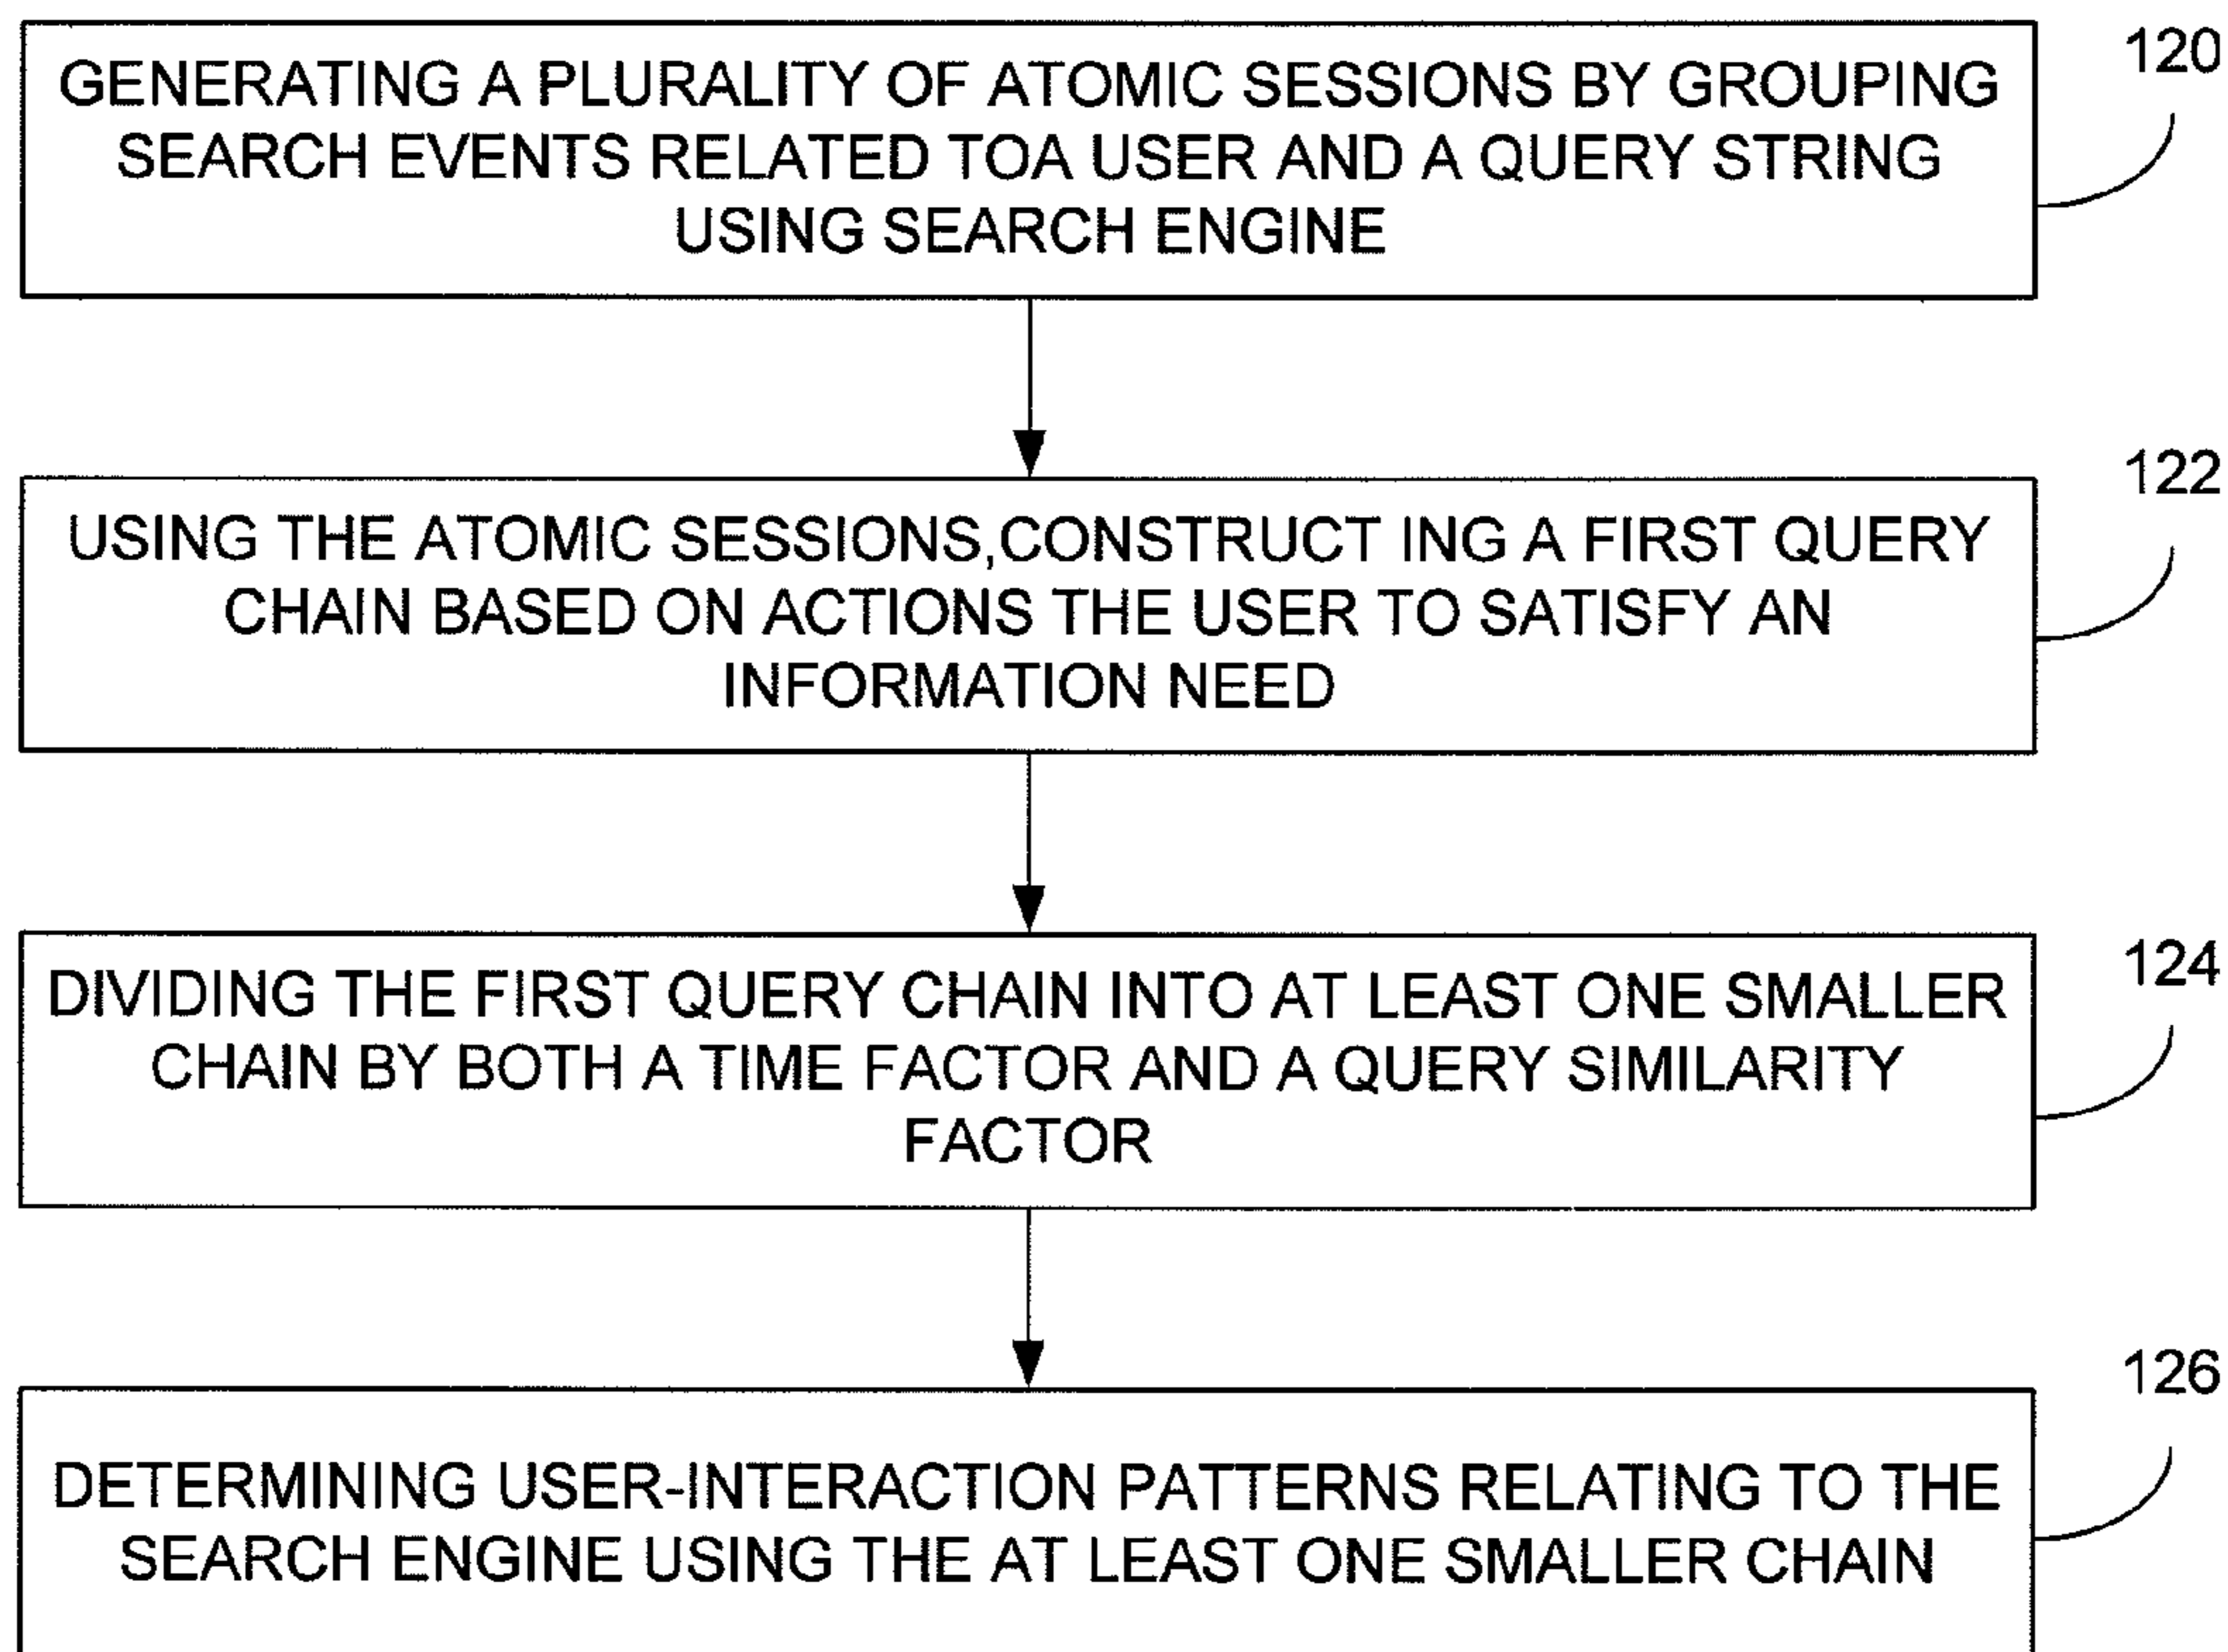 120
GENERATING A PLURALITY OF ATOMIC SESSIONS BY GROUPING
SEARCH EVENTS RELATED TOA USER AND A QUERY STRING
USING SEARCH ENGINE
122
USING THE ATOMIC SESSIONS,CONSTRUCT ING A FIRST QUERY
CHAIN BASED ON ACTIONS THE USER TO SATISFY AN
INFORMATION NEED
124
DIVIDING THE FIRST QUERY CHAIN INTO AT LEAST ONE SMALLER
CHAIN BY BOTH A TIME FACTOR AND A QUERY SIMILARITY
FACTOR
126
DETERMINING USER-INTERACTION PATTERNS RELATING TO THE
SEARCH ENGINE USING THE AT LEAST ONE SMALLER CHAIN